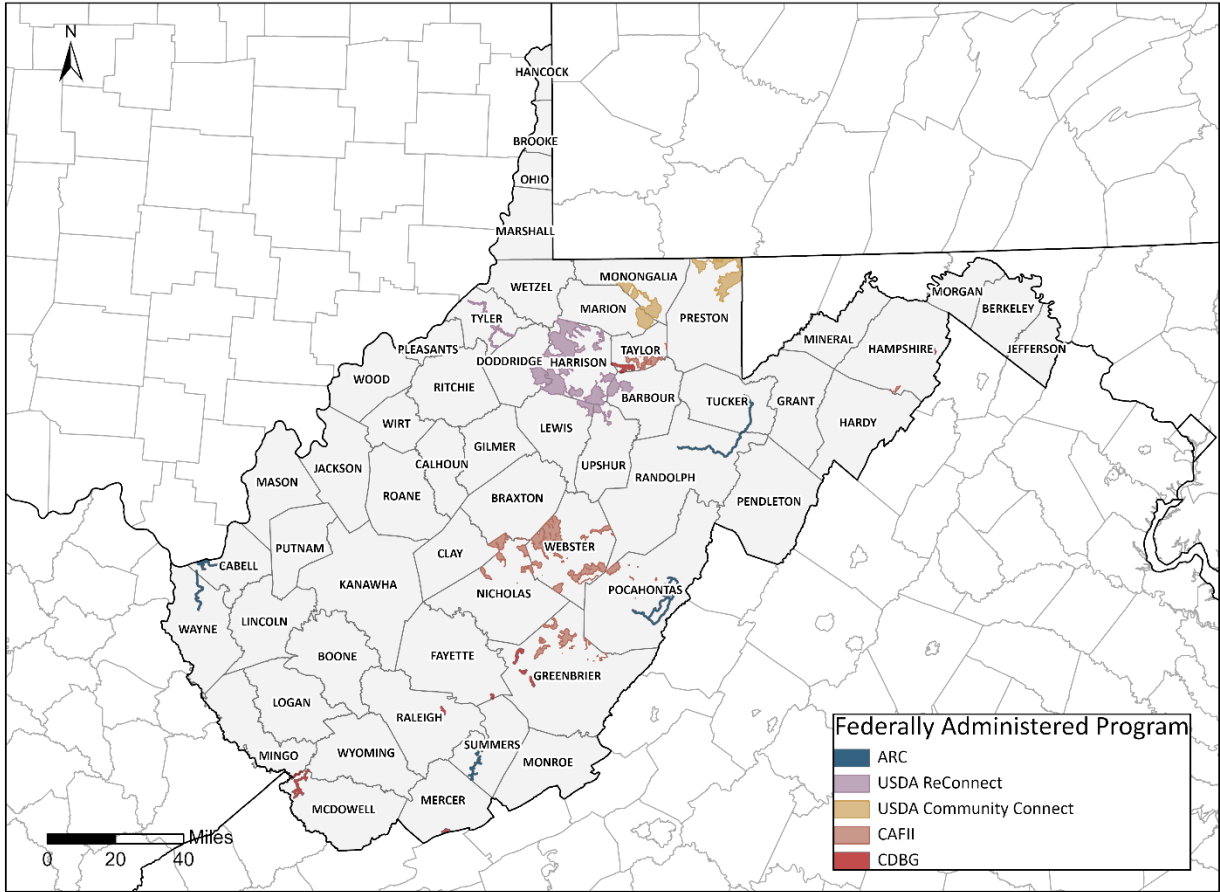 N
HANCOCK
BROOKE
OHIO
MARSHALL
WETZEL
MONONGALIA
MARION
PRESTON
TYLER
PLEASANTS
DODDRIDGE
HARRISON
TAYLOR
MORGAN
BERKELEY
JEFFERSON
MINERAL
HAMPSHIRE
WOOD
RITCHIE
BARBOUR
TUCKER
GRANT
HARDY
WIRT
LEWIS
GILMER
CALHOUN
UPSHUR
RANDOLPH
PENDLETON
JACKSON
MASON
ROANE
BRAXTON
PUTNAM
CLAY
WEBSTER
CABELL
KANAWHA
NICHOLAS
POCAHONTAS
WAYNE
LINCOLN
BOONE
FAYETTE
GREENBRIER
LOGAN
RALEIGH
SUMMERS
MINGO
WYOMING
MONROE
MCDOWELL
MERCER
Miles
0 20 40
Federally Administered Program
ARC
USDA ReConnect
USDA Community Connect
CAFII
CDBG